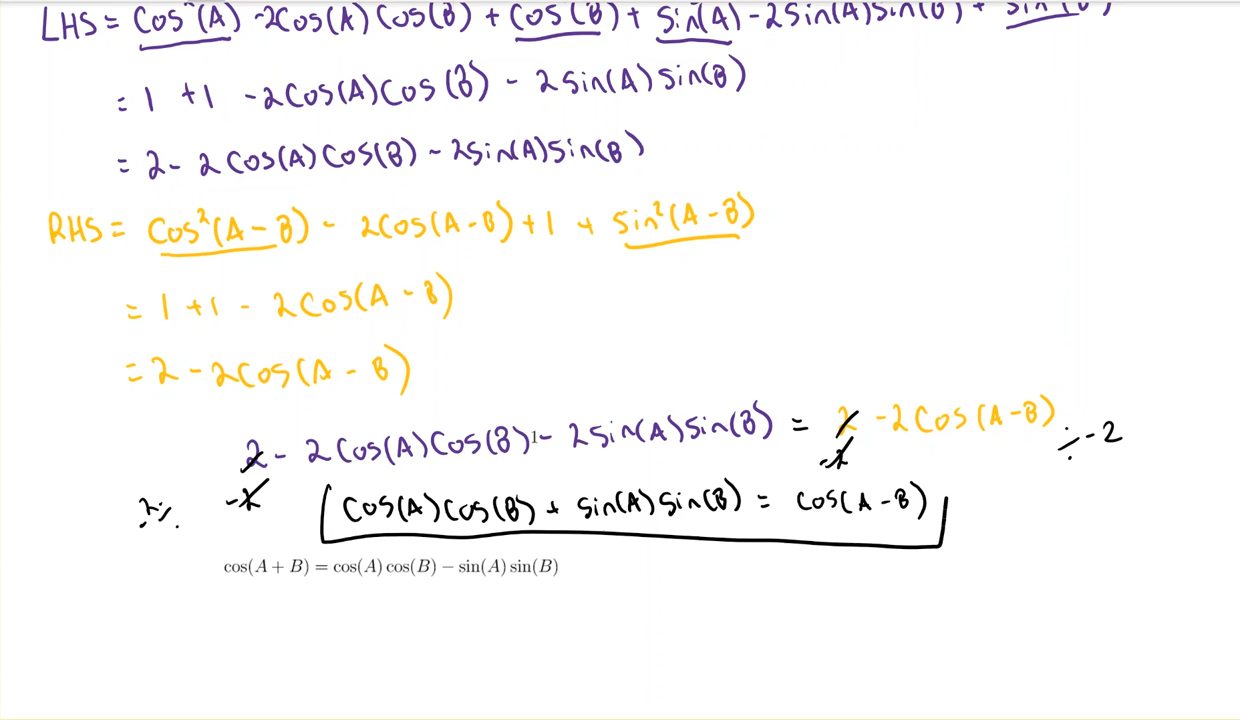 LHS = cos²(A) - 2cos(A)cos(B) + cos²(B) + sin²(A) - 2sin(A)sin(B) + sin²(B)
= 1 + 1 - 2cos(A)cos(B) - 2sin(A)sin(B)
= 2 - 2cos(A)cos(B) - 2sin(A)sin(B)
RHS = cos²(A - B) - 2cos(A - B) + 1 + sin²(A - B)
= 1 + 1 - 2cos(A - B)
= 2 - 2cos(A - B)
2 - 2cos(A)cos(B) - 2sin(A)sin(B) = 2 - 2cos(A - B) ÷ -2
-2 -2
cos(A)cos(B) + sin(A)sin(B) = cos(A - B)
cos(A + B) = cos(A) cos(B) − sin(A) sin(B)